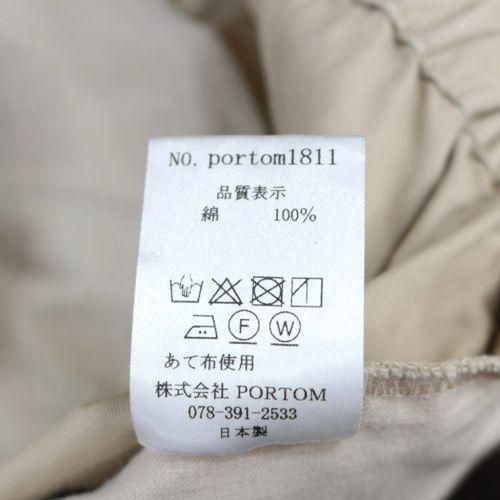 NO. portom1811
品質表示
綿 100%
F W
あて布使用
株式会社 PORTOM
078-391-2533
日本製